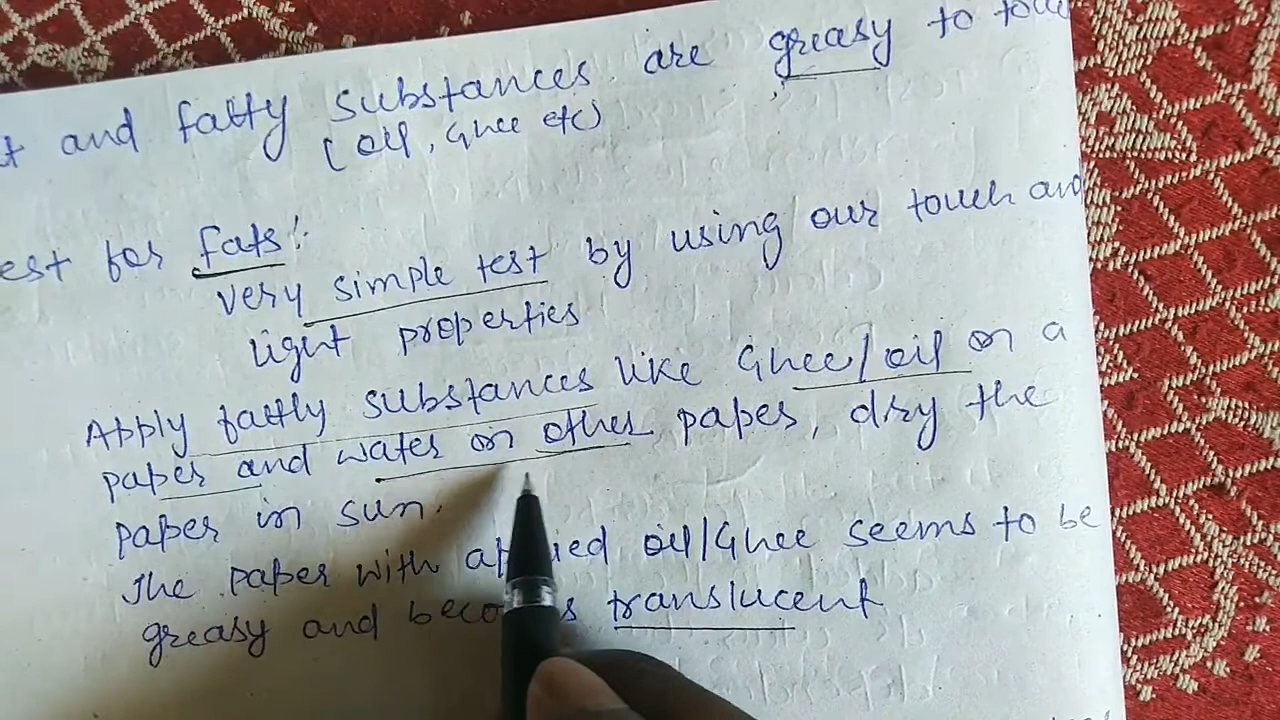 and fatty substances are greasy to
(oil, Ghee etc)
for fats:
very simple test by using our touch and
light properties
Apply fattly substances like Ghee/oil on a
paper and water on other paper, dry the
paper in sun.
The paper with applied oil/Ghee seems to be
greasy and becomes translucent